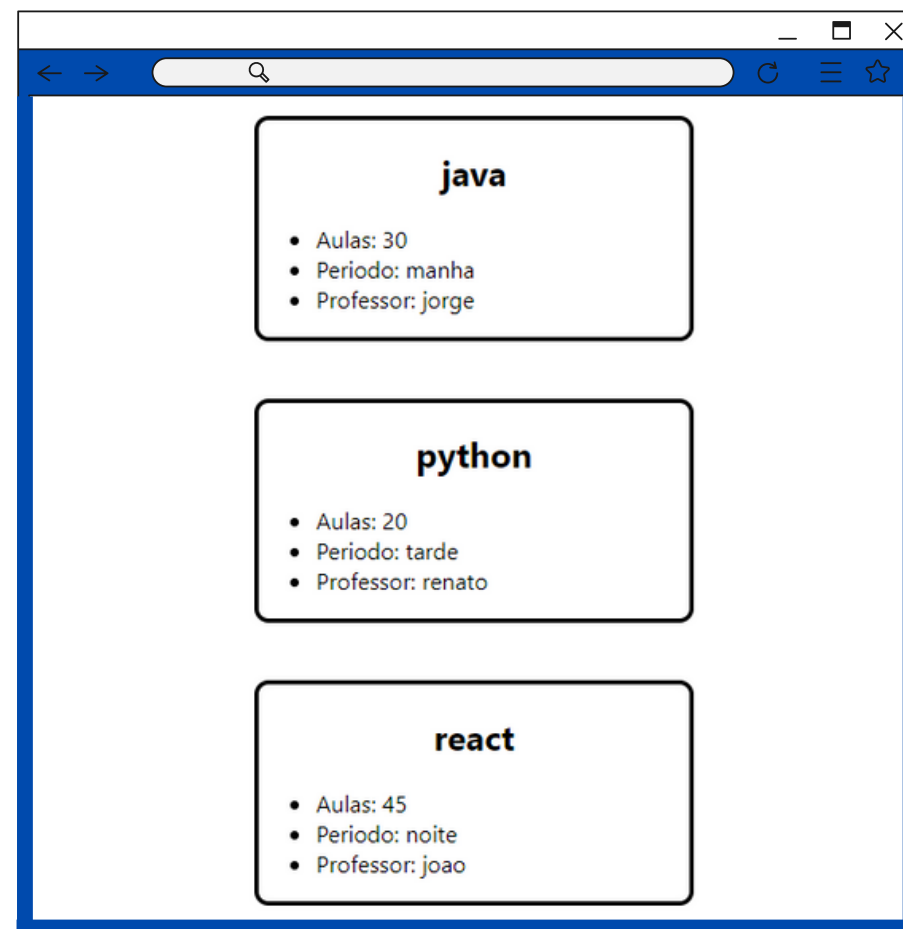 java
Aulas: 30
Periodo: manha
Professor: jorge
python
Aulas: 20
Periodo: tarde
Professor: renato
react
Aulas: 45
Periodo: noite
Professor: joao